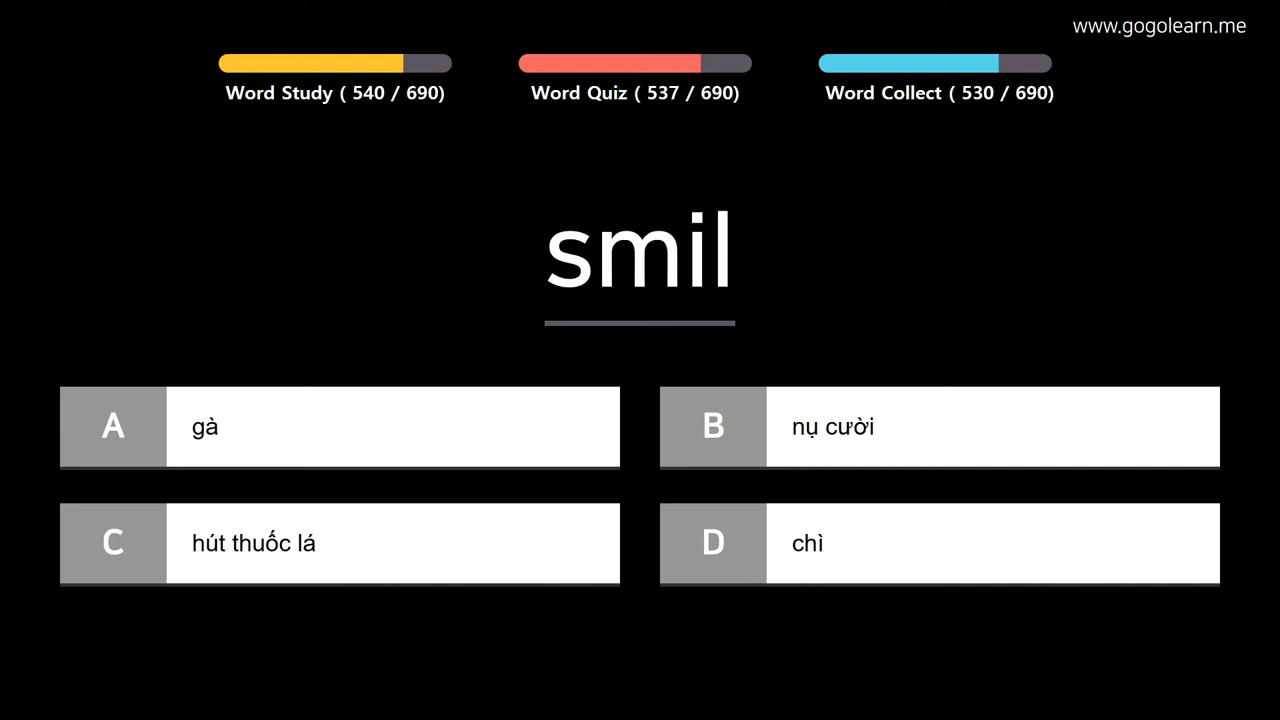 www.gogolearn.me
Word Study ( 540 / 690)
Word Quiz ( 537 / 690)
Word Collect ( 530 / 690)
smil
A gà
B nụ cười
C hút thuốc lá
D chì